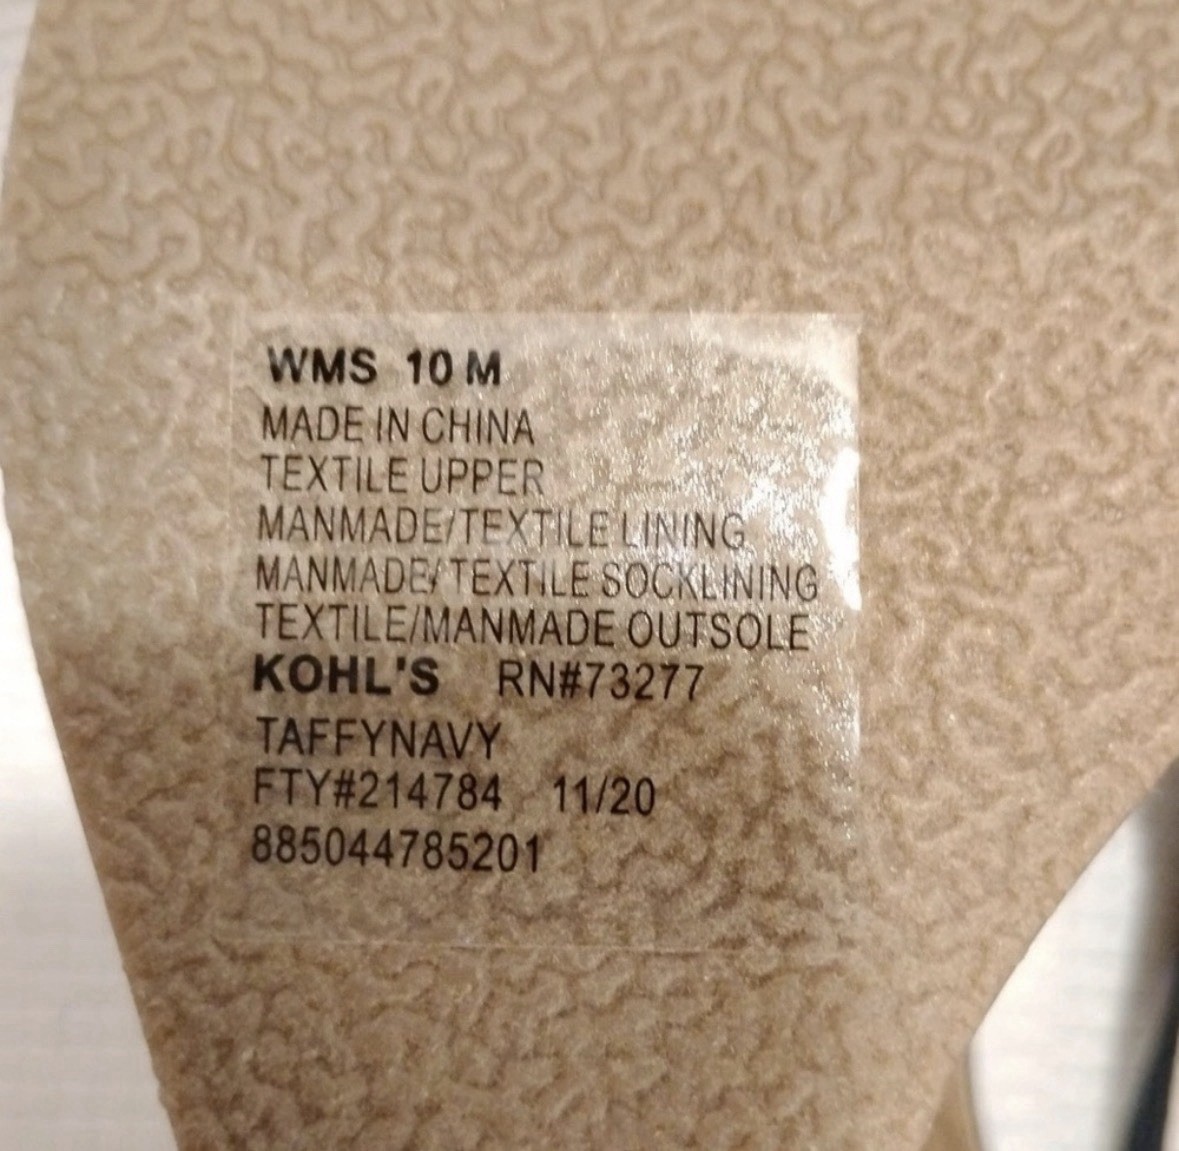 WMS 10 M
MADE IN CHINA
TEXTILE UPPER
MANMADE/TEXTILE LINING
MANMADE/TEXTILE SOCKLINING
TEXTILE/MANMADE OUTSOLE
KOHL'S RN#73277
TAFFYNAVY
FTY#214784 11/20
885044785201